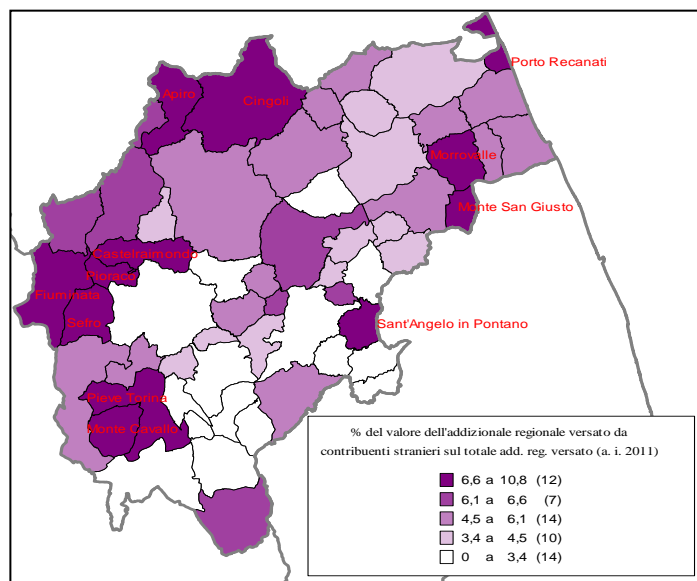 Porto Recanati
Apiro
Cingoli
Morrovalle
Monte San Giusto
Castelraimondo
Pioraco
Fiuminata
Sefro
Sant'Angelo in Pontano
Pieve Torina
Monte Cavallo
% del valore dell'addizionale regionale versato da
contribuenti stranieri sul totale add. reg. versato (a. i. 2011)
6,6 a 10,8 (12)
6,1 a 6,6 (7)
4,5 a 6,1 (14)
3,4 a 4,5 (10)
0 a 3,4 (14)